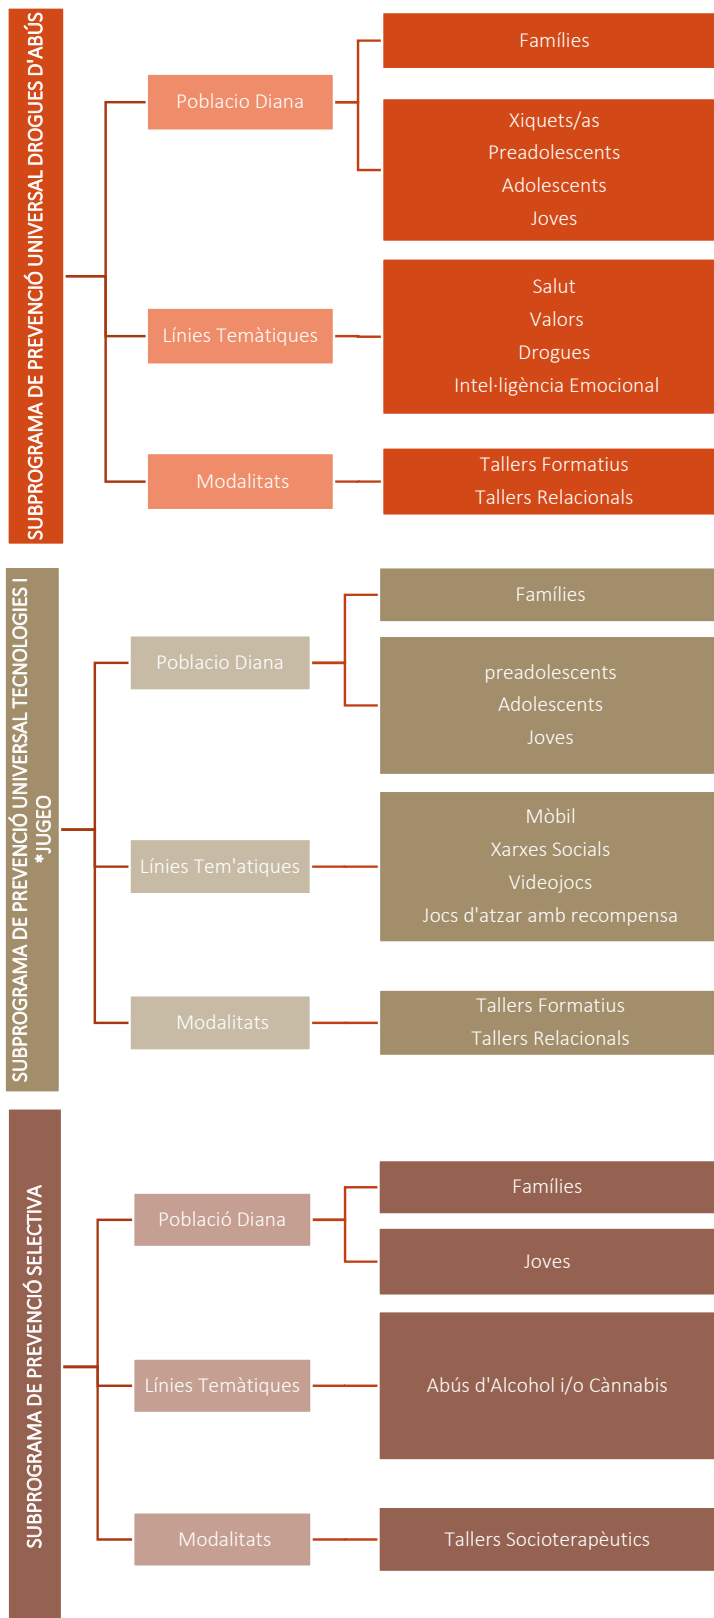 SUBPROGRAMA DE PREVENCIÓ UNIVERSAL DROGUES D'ABÚS
Poblacio Diana
Famílies
Xiquets/as
Preadolescents
Adolescents
Joves
Línies Temàtiques
Salut
Valors
Drogues
Intel·ligència Emocional
Modalitats
Tallers Formatius
Tallers Relacionals
SUBPROGRAMA DE PREVENCIÓ UNIVERSAL TECNOLOGIES I
*JUGEO
Poblacio Diana
Famílies
preadolescents
Adolescents
Joves
Línies Tem'atiques
Mòbil
Xarxes Socials
Videojocs
Jocs d'atzar amb recompensa
Modalitats
Tallers Formatius
Tallers Relacionals
SUBPROGRAMA DE PREVENCIÓ SELECTIVA
Població Diana
Famílies
Joves
Línies Temàtiques
Abús d'Alcohol i/o Cànnabis
Modalitats
Tallers Socioterapèutics